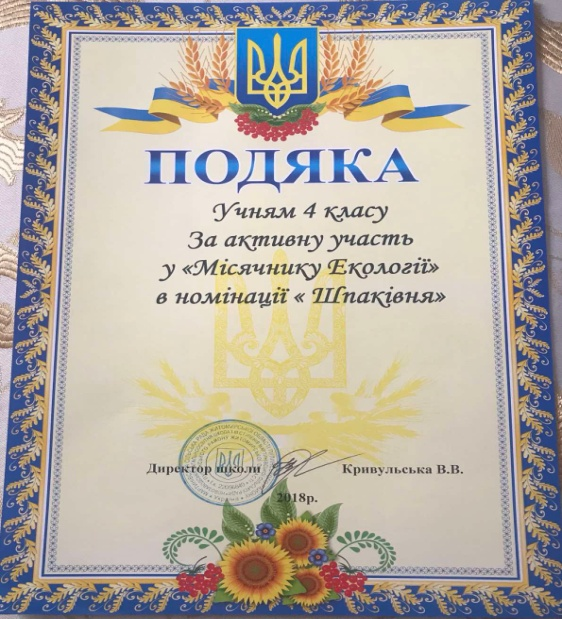 ПОДЯКА
Учням 4 класу
За активну участь
у «Місячнику Екології»
в номінації « Шпаківня»
Директор школи Кривульська В.В.
2018р.